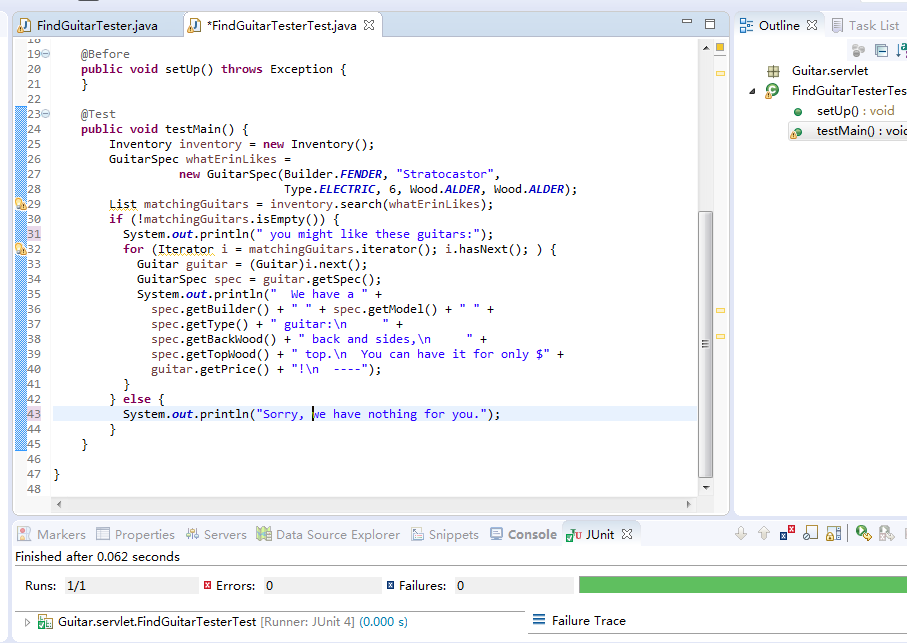 FindGuitarTester.java
*FindGuitarTesterTest.java
Outline
Task List
19 @Before
20 public void setUp() throws Exception {
21 }
22
23 @Test
24 public void testMain() {
25 Inventory inventory = new Inventory();
26 GuitarSpec whatErinLikes =
27 new GuitarSpec(Builder.FENDER, "Stratocastor",
28 Type.ELECTRIC, 6, Wood.ALDER, Wood.ALDER);
29 List matchingGuitars = inventory.search(whatErinLikes);
30 if (!matchingGuitars.isEmpty()) {
31 System.out.println(" you might like these guitars:");
32 for (Iterator i = matchingGuitars.iterator(); i.hasNext(); ) {
33 Guitar guitar = (Guitar)i.next();
34 GuitarSpec spec = guitar.getSpec();
35 System.out.println("  We have a " +
36 spec.getBuilder() + " " + spec.getModel() + " " +
37 spec.getType() + " guitar:\n     " +
38 spec.getBackWood() + " back and sides,\n     " +
39 spec.getTopWood() + " top.\n  You can have it for only $" +
40 guitar.getPrice() + "!\n  ----");
41 }
42 } else {
43 System.out.println("Sorry, we have nothing for you.");
44 }
45 }
46
47 }
48
Guitar.servlet
FindGuitarTesterTes
setUp() : void
testMain() : void
Markers
Properties
Servers
Data Source Explorer
Snippets
Console
JUnit
Finished after 0.062 seconds
Runs: 1/1
Errors: 0
Failures: 0
Guitar.servlet.FindGuitarTesterTest [Runner: JUnit 4] (0.000 s)
Failure Trace